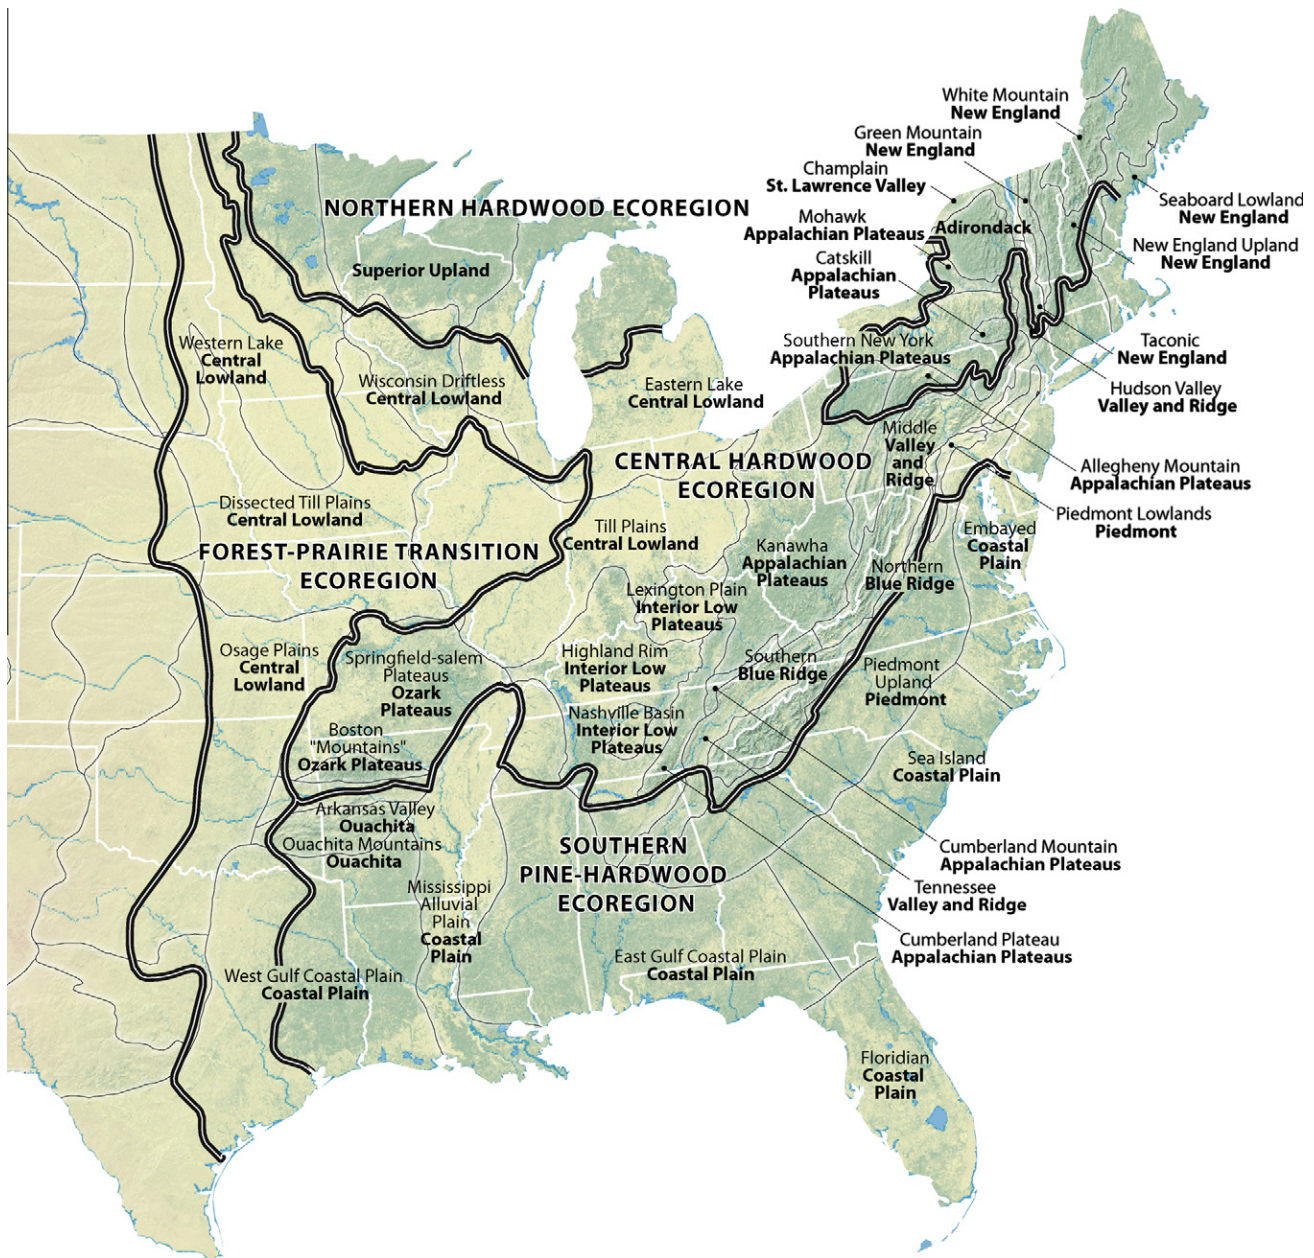 White Mountain
New England
Green Mountain
New England
Champlain
St. Lawrence Valley
Mohawk
Appalachian Plateaus
Catskill
Appalachian
Plateaus
Adirondack
Seaboard Lowland
New England
New England Upland
New England
NORTHERN HARDWOOD ECOREGION
Superior Upland
Western Lake
Central
Lowland
Wisconsin Driftless
Central Lowland
Eastern Lake
Central Lowland
Southern New York
Appalachian Plateaus
Taconic
New England
Hudson Valley
Valley and Ridge
Middle
Valley
and
Ridge
Allegheny Mountain
Appalachian Plateaus
Piedmont Lowlands
Piedmont
CENTRAL HARDWOOD
ECOREGION
Dissected Till Plains
Central Lowland
Till Plains
Central Lowland
Embayed
Coastal
Plain
FOREST-PRAIRIE TRANSITION
ECOREGION
Kanawha
Appalachian
Plateaus
Northern
Blue Ridge
Lexington Plain
Interior Low
Plateaus
Osage Plains
Central
Lowland
Springfield-salem
Plateaus
Ozark
Plateaus
Highland Rim
Interior Low
Plateaus
Southern
Blue Ridge
Piedmont
Upland
Piedmont
Boston
"Mountains"
Ozark Plateaus
Nashville Basin
Interior Low
Plateaus
Sea Island
Coastal Plain
Arkansas Valley
Ouachita
Ouachita Mountains
Ouachita
SOUTHERN
PINE-HARDWOOD
ECOREGION
Cumberland Mountain
Appalachian Plateaus
Tennessee
Valley and Ridge
Cumberland Plateau
Appalachian Plateaus
Mississippi
Alluvial
Plain
Coastal
Plain
West Gulf Coastal Plain
Coastal Plain
East Gulf Coastal Plain
Coastal Plain
Floridian
Coastal
Plain